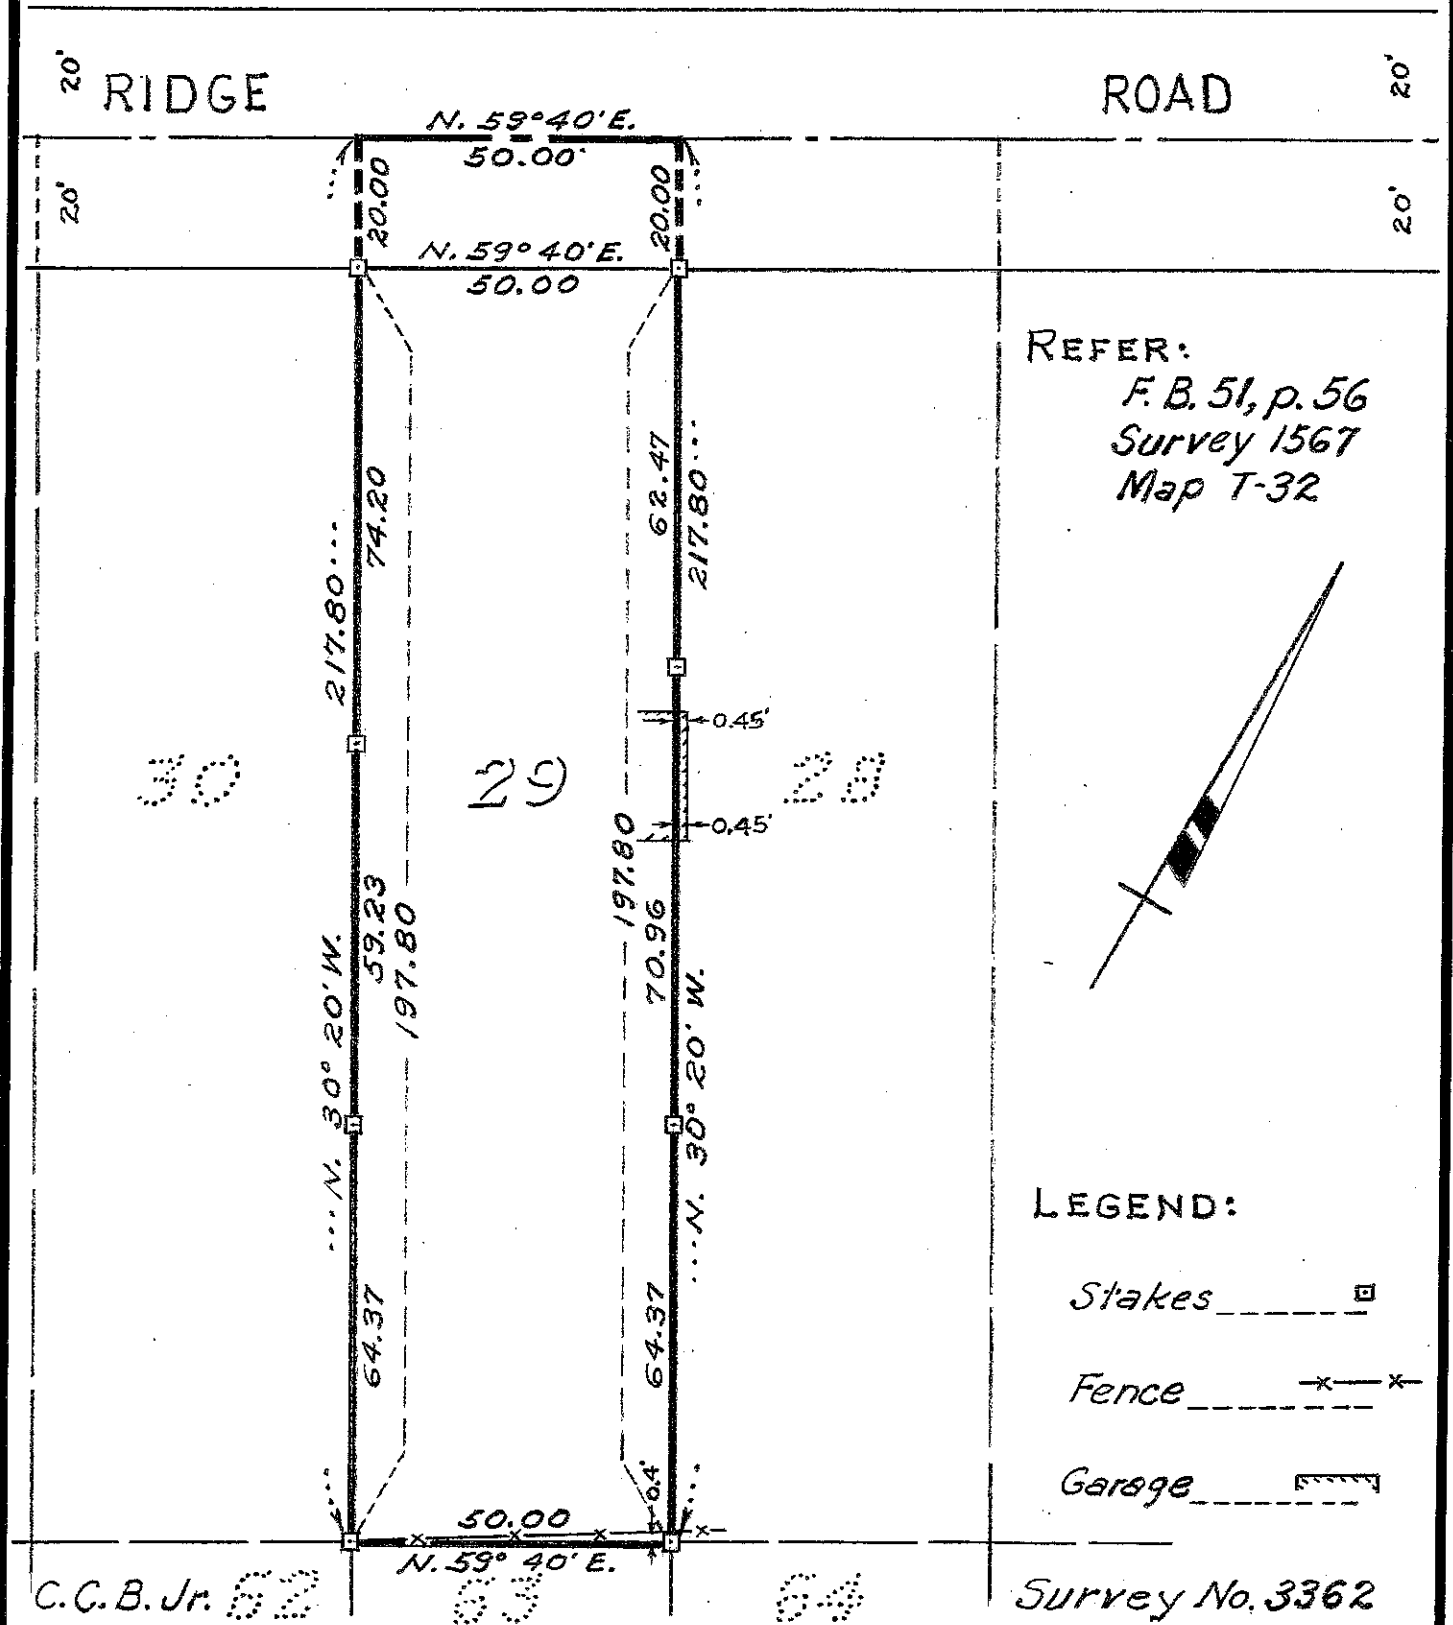 20' RIDGE ROAD 20'
N. 59°40'E.
50.00
20' 20.00 20.00 20'
N. 59°40'E.
50.00
REFER:
F. B. 51, p. 56
Survey 1567
Map T-32
217.80...
74.20
62.47
217.80...
0.45'
30 29 28
0.45'
...N. 30° 20' W.
59.23
197.80
197.80
70.96
...N. 30° 20' W.
64.37
64.37
LEGEND:
Stakes
Fence
Garage
0.4'
50.00
N. 59° 40' E.
C.C.B. Jr. 62 63 64 Survey No. 3362